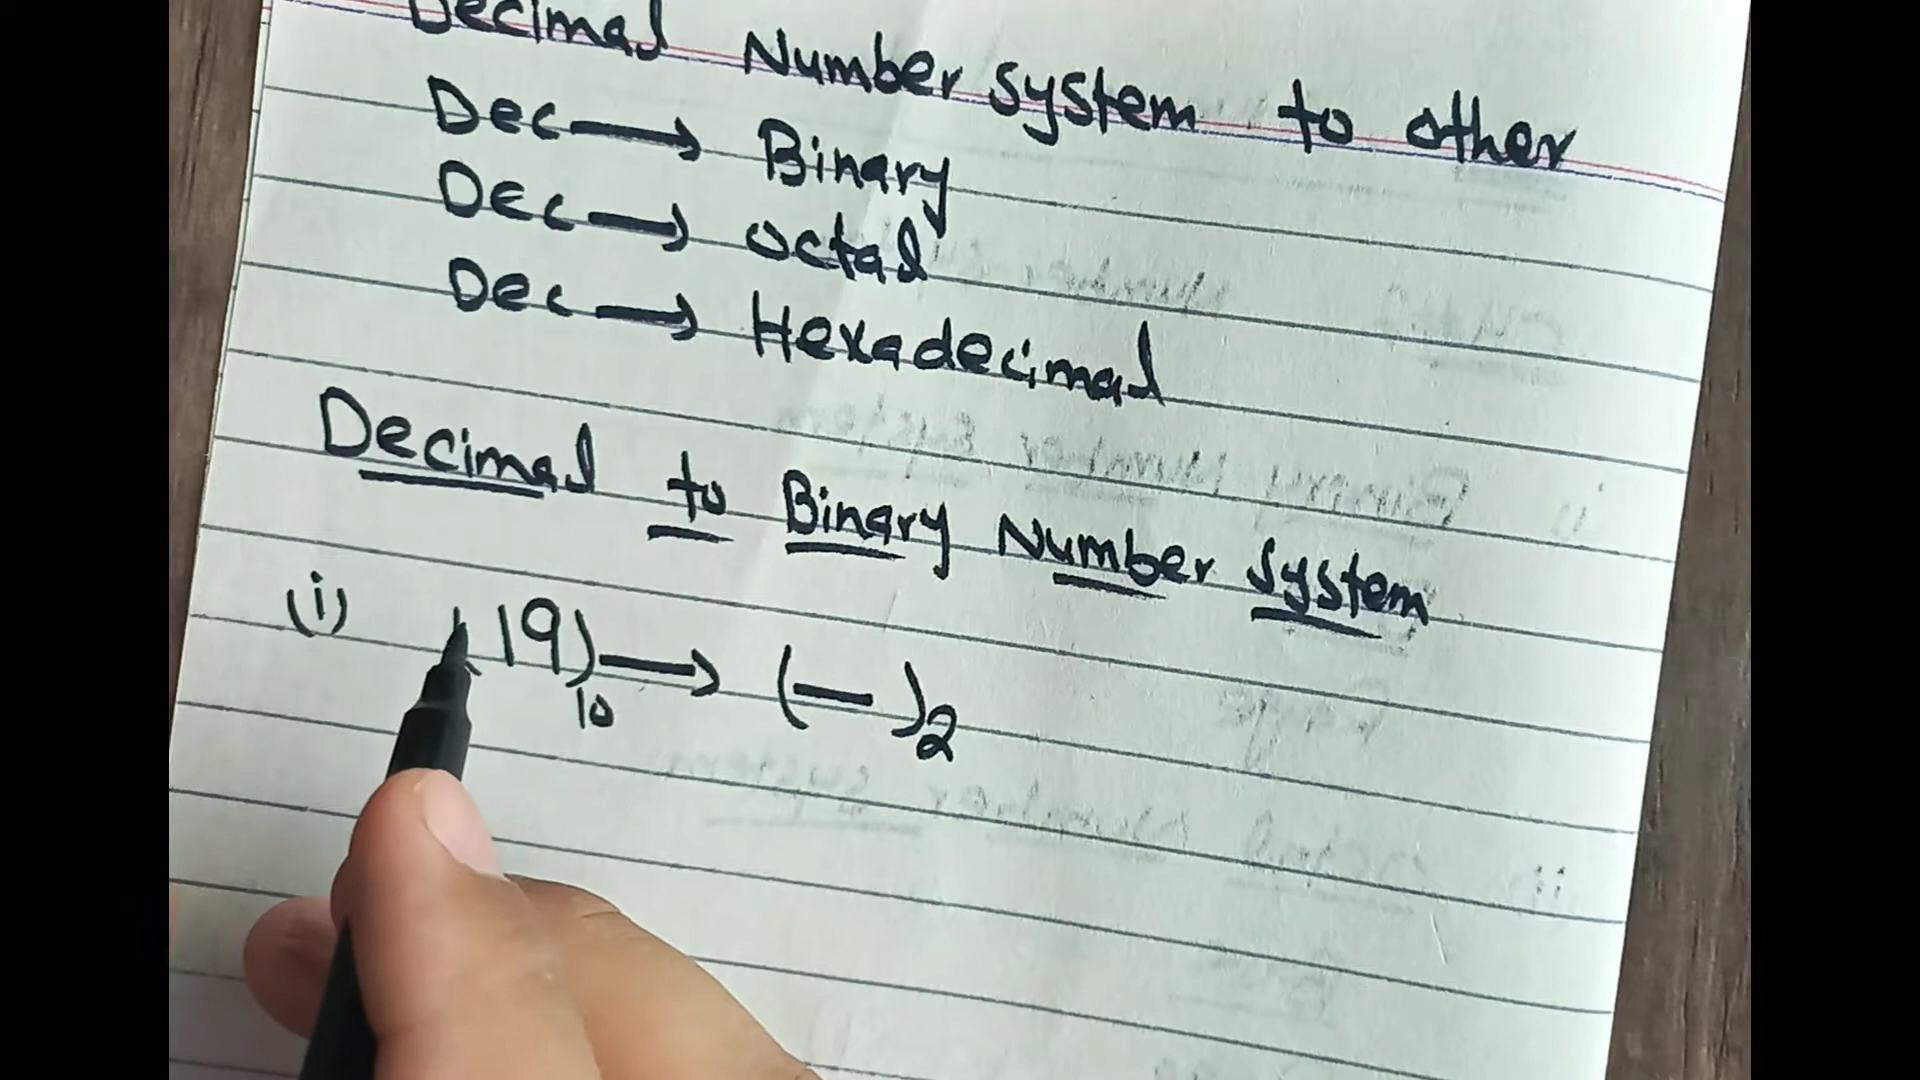 Decimal Number system to other
Dec → Binary
Dec → octal
Dec → Hexadecimal
Decimal to Binary Number system
(i) (19)10 → (—)2